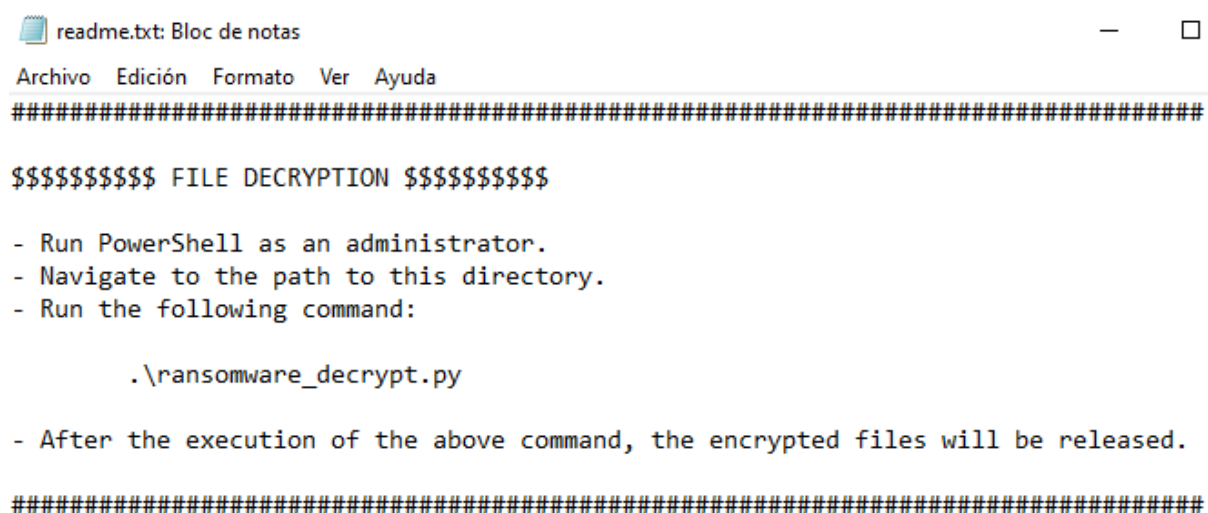 readme.txt: Bloc de notas
Archivo Edición Formato Ver Ayuda
##################################################################################
$$$$$$$$$$ FILE DECRYPTION $$$$$$$$$$
- Run PowerShell as an administrator.
- Navigate to the path to this directory.
- Run the following command:
.\ransomware_decrypt.py
- After the execution of the above command, the encrypted files will be released.
##################################################################################